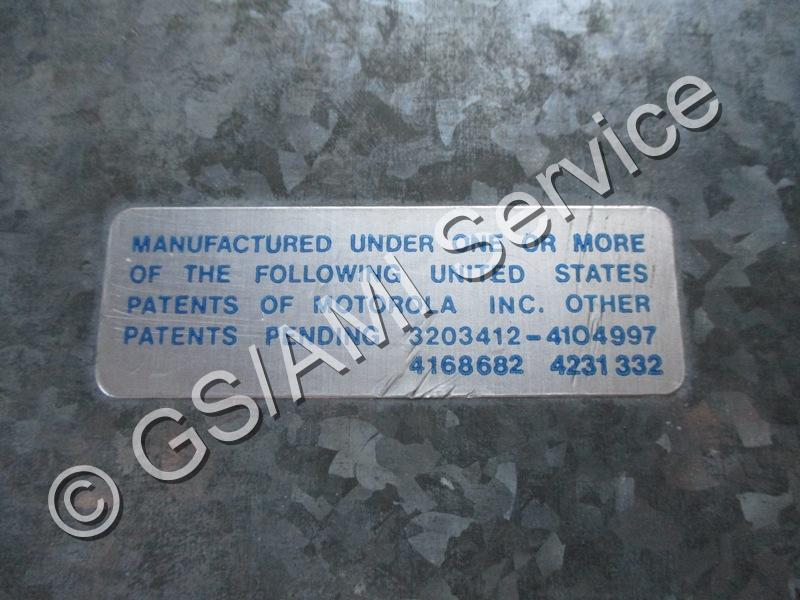 MANUFACTURED UNDER ONE OR MORE
OF THE FOLLOWING UNITED STATES
PATENTS OF MOTOROLA INC. OTHER
PATENTS PENDING 3203412-4104997
4168682 4231332
© GS/AMI Service